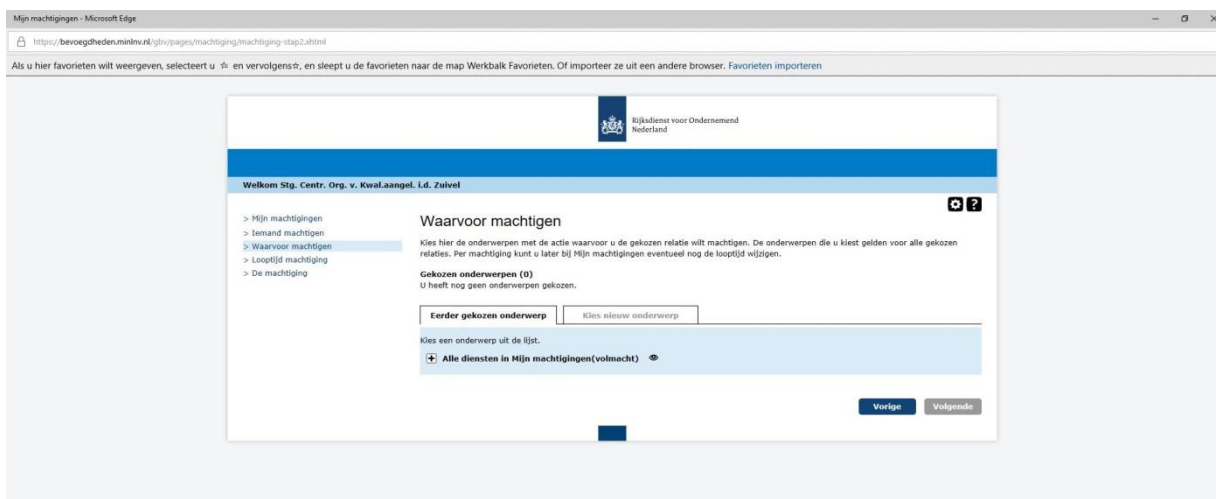 Mijn machtigingen - Microsoft Edge
https://bevoegdheden.minlnv.nl/gbv/pages/machtiging/machtiging-stap2.xhtml
Als u hier favorieten wilt weergeven, selecteert u ☆ en vervolgens☆, en sleept u de favorieten naar de map Werkbalk Favorieten. Of importeer ze uit een andere browser. Favorieten importeren
Rijksdienst voor Ondernemend
Nederland
Welkom Stg. Centr. Org. v. Kwal.aangel. i.d. Zuivel
> Mijn machtigingen
> Iemand machtigen
> Waarvoor machtigen
> Looptijd machtiging
> De machtiging
Waarvoor machtigen
Kies hier de onderwerpen met de actie waarvoor u de gekozen relatie wilt machtigen. De onderwerpen die u kiest gelden voor alle gekozen
relaties. Per machtiging kunt u later bij Mijn machtigingen eventueel nog de looptijd wijzigen.
Gekozen onderwerpen (0)
U heeft nog geen onderwerpen gekozen.
Eerder gekozen onderwerp
Kies nieuw onderwerp
Kies een onderwerp uit de lijst.
Alle diensten in Mijn machtigingen(volmacht)
Vorige
Volgende